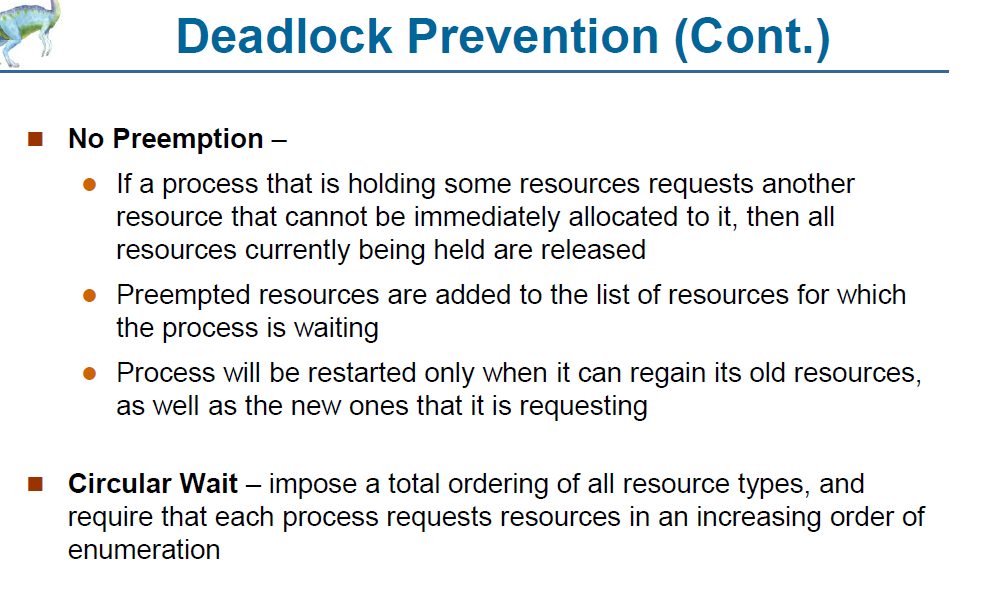 Deadlock Prevention (Cont.)
No Preemption –
If a process that is holding some resources requests another
resource that cannot be immediately allocated to it, then all
resources currently being held are released
Preempted resources are added to the list of resources for which
the process is waiting
Process will be restarted only when it can regain its old resources,
as well as the new ones that it is requesting
Circular Wait – impose a total ordering of all resource types, and
require that each process requests resources in an increasing order of
enumeration